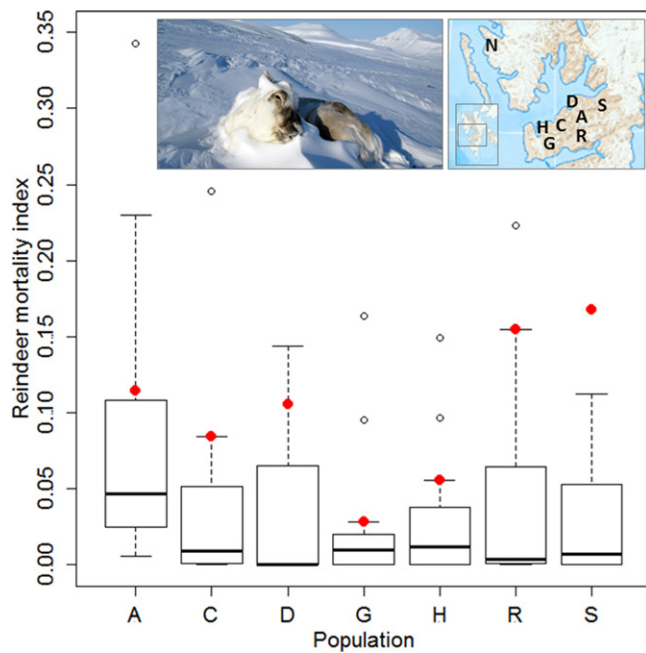 0.35
0.30
0.25
0.20
0.15
0.10
0.05
0.00
Reindeer mortality index
N
D
S
A
H
C
R
G
A
C
D
G
H
R
S
Population